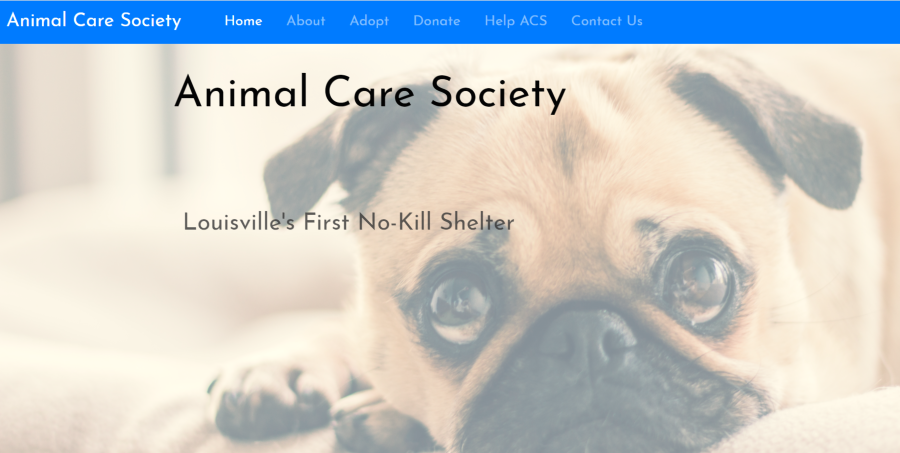 Animal Care Society Home About Adopt Donate Help ACS Contact Us
Animal Care Society
Louisville's First No-Kill Shelter